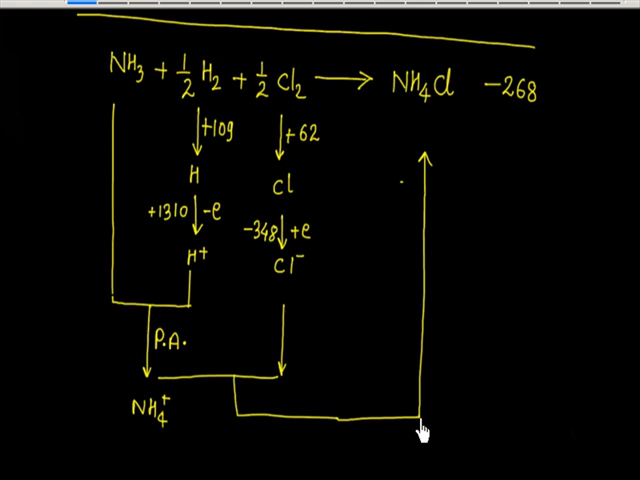 NH₃ + 1/2 H₂ + 1/2 Cl₂ ⟶ NH₄Cl -268
+109 +62
H Cl
+1310 -e -348 +e
H⁺ Cl⁻
P.A.
NH₄⁺